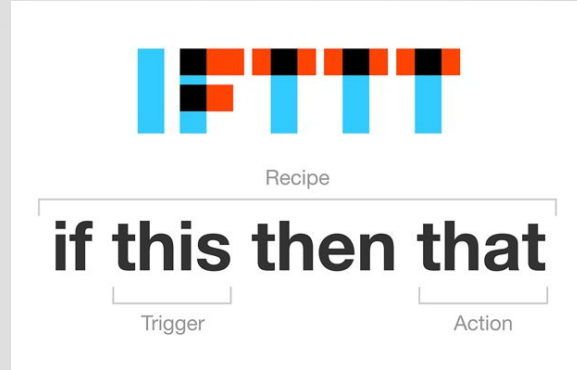 IFTTT
Recipe
if this then that
Trigger Action